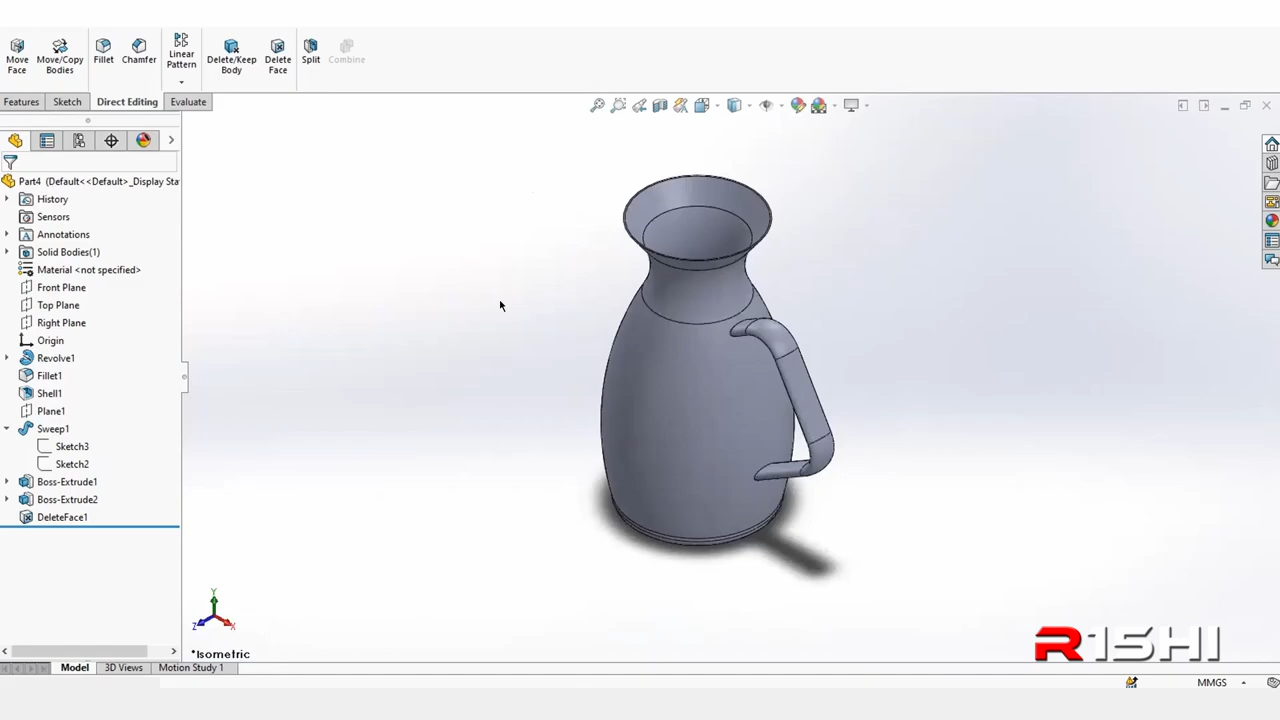 Move Face
Move/Copy Bodies
Fillet
Chamfer
Linear Pattern
Delete/Keep Body
Delete Face
Split
Combine
Features
Sketch
Direct Editing
Evaluate
Part4 (Default<<Default>_Display Sta
History
Sensors
Annotations
Solid Bodies(1)
Material <not specified>
Front Plane
Top Plane
Right Plane
Origin
Revolve1
Fillet1
Shell1
Plane1
Sweep1
Sketch3
Sketch2
Boss-Extrude1
Boss-Extrude2
DeleteFace1
Y
Z
X
*Isometric
R1SHI
Model
3D Views
Motion Study 1
MMGS